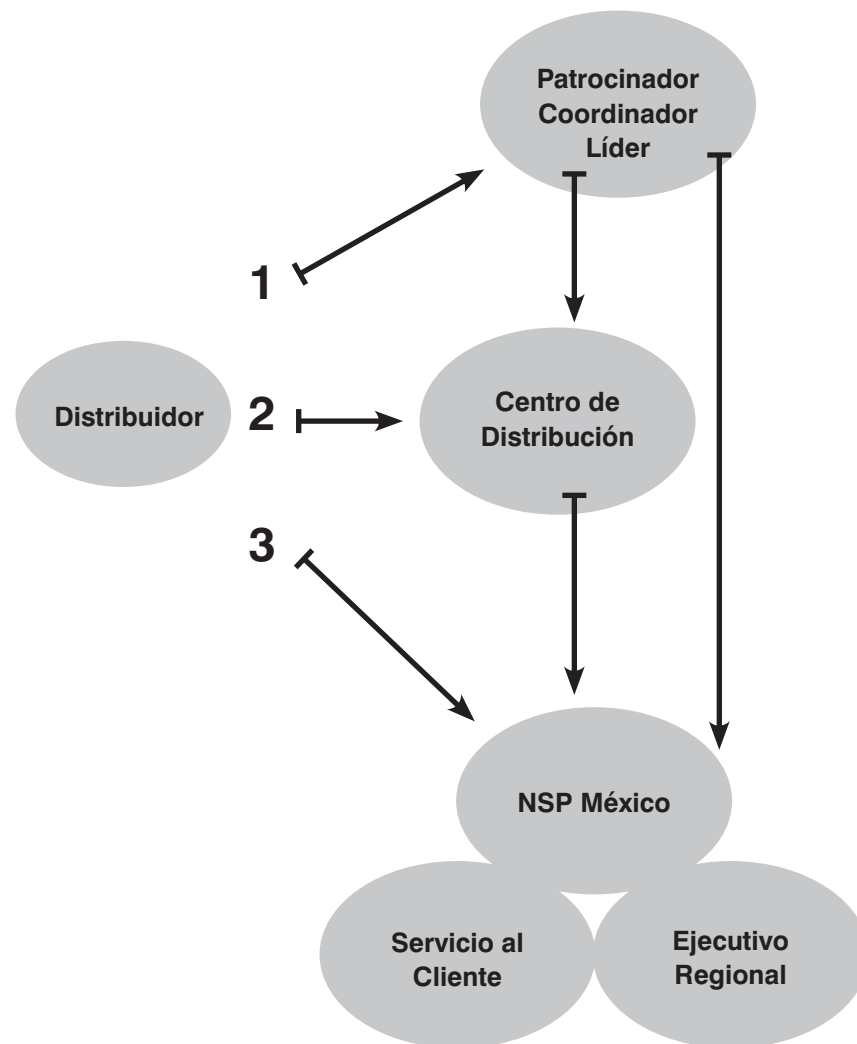 Patrocinador
Coordinador
Líder
1
Distribuidor
2
Centro de
Distribución
3
NSP México
Servicio al
Cliente
Ejecutivo
Regional